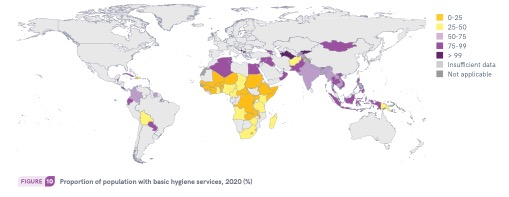 0-25
25-50
50-75
75-99
> 99
Insufficient data
Not applicable
FIGURE 10 Proportion of population with basic hygiene services, 2020 (%)